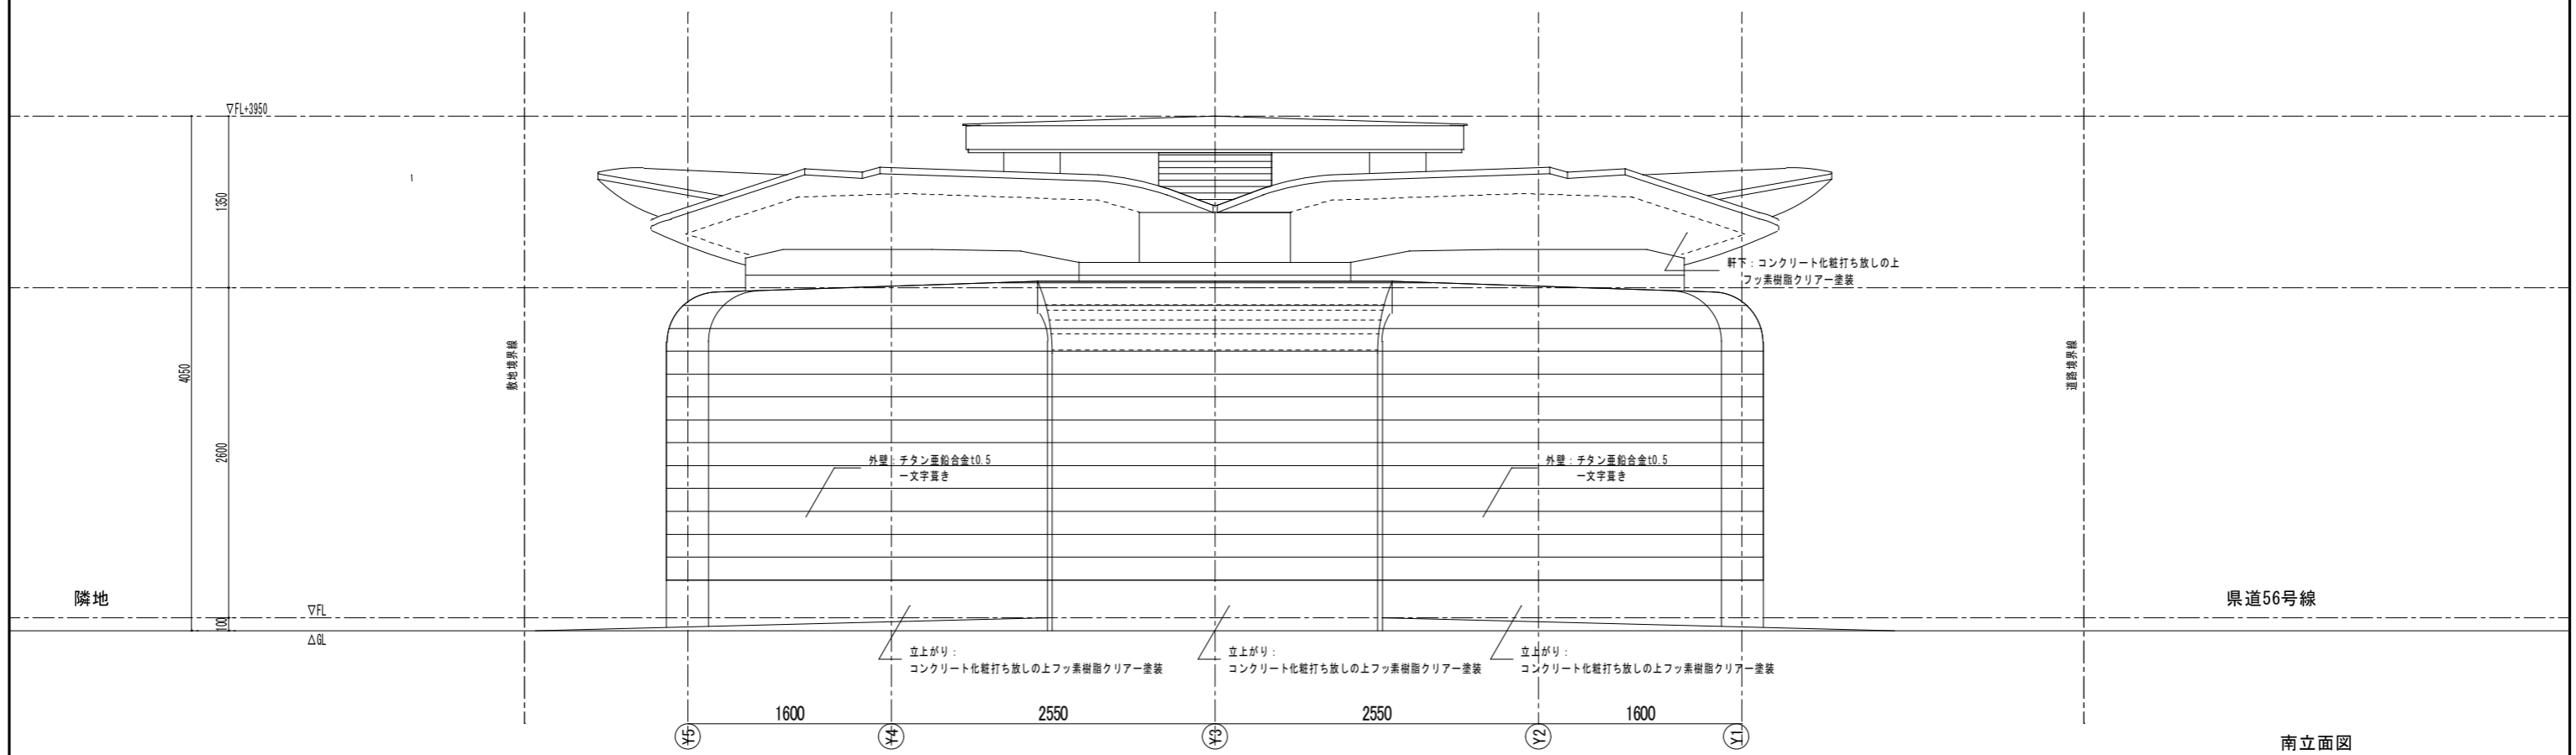 ▽FL+3950
1350
4050
2600
100
敷地境界線
道路境界線
軒下：コンクリート化粧打ち放しの上
フッ素樹脂クリアー塗装
外壁：チタン亜鉛合金t0.5
一文字葺き
外壁：チタン亜鉛合金t0.5
一文字葺き
隣地
▽FL
△GL
県道56号線
立上がり：
コンクリート化粧打ち放しの上フッ素樹脂クリアー塗装
立上がり：
コンクリート化粧打ち放しの上フッ素樹脂クリアー塗装
立上がり：
コンクリート化粧打ち放しの上フッ素樹脂クリアー塗装
1600
2550
2550
1600
Y5
Y4
Y3
Y2
Y1
南立面図